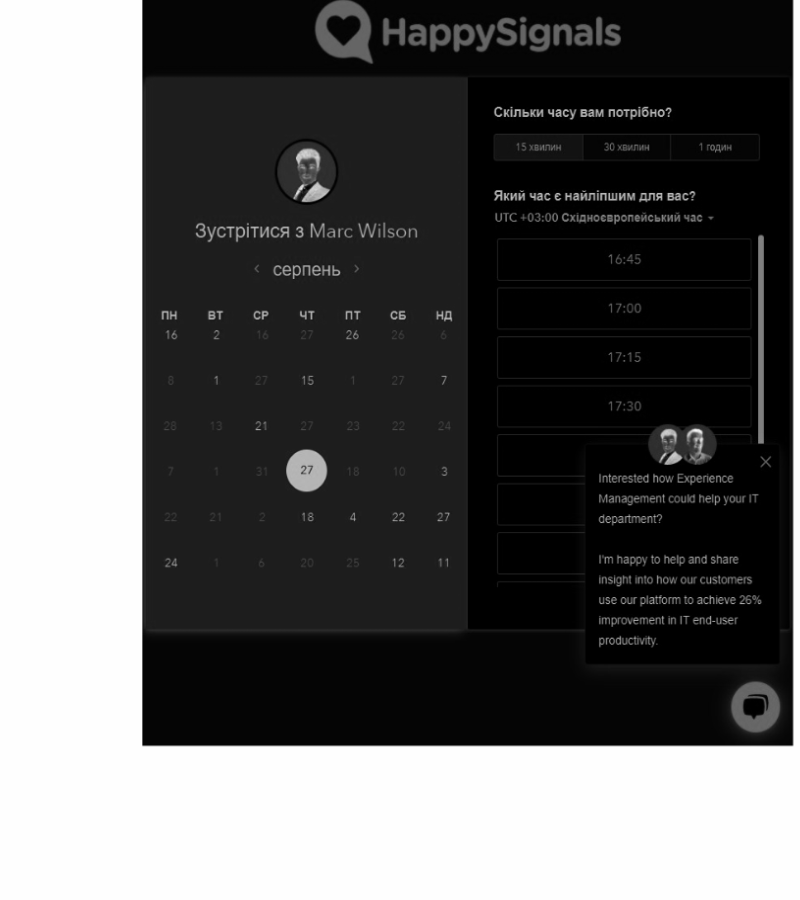 HappySignals
Зустрітися з Marc Wilson
серпень
ПН ВТ СР ЧТ ПТ СБ НД
16 2 16 27 26 26 6
8 1 27 15 1 27 7
28 13 21 27 23 22 24
7 1 31 27 18 10 3
22 21 2 18 4 22 27
24 1 6 20 25 12 11
Скільки часу вам потрібно?
15 хвилин 30 хвилин 1 годин
Який час є найліпшим для вас?
UTC +03:00 Східноєвропейський час
16:45
17:00
17:15
17:30
Interested how Experience
Management could help your IT
department?
I'm happy to help and share
insight into how our customers
use our platform to achieve 26%
improvement in IT end-user
productivity.